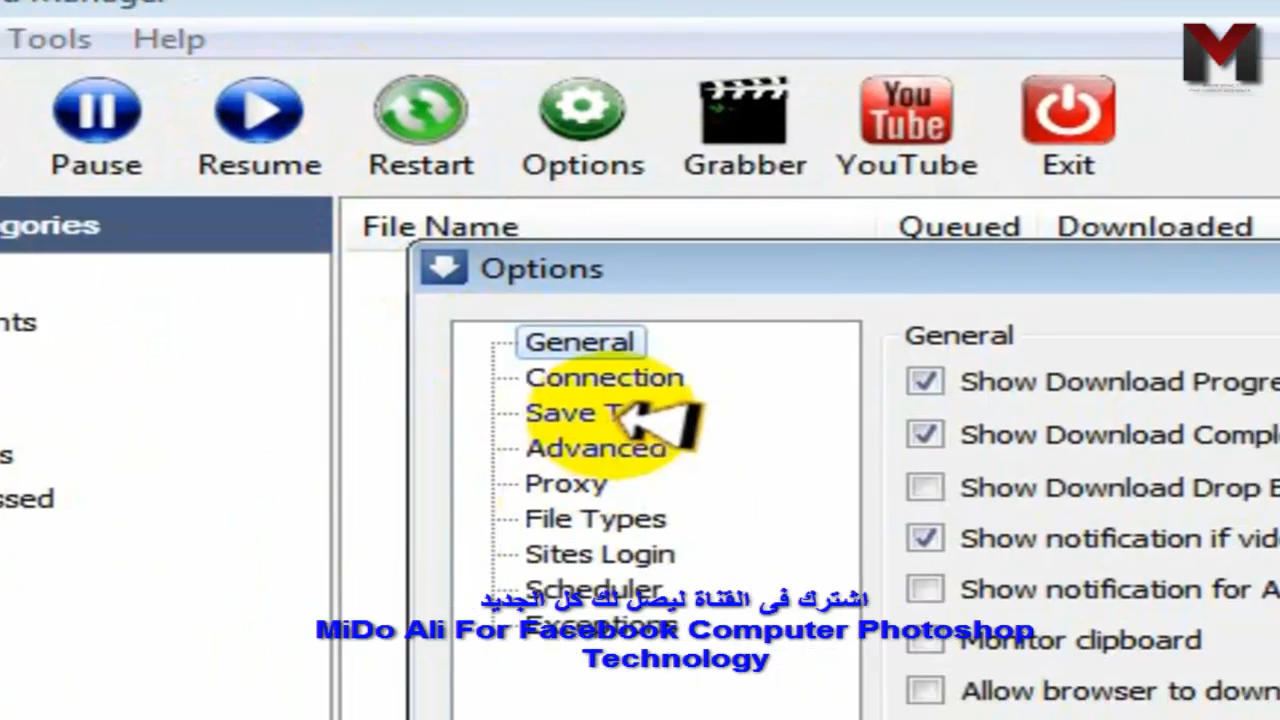 Manager
Tools Help
Pause Resume Restart Options Grabber YouTube Exit
You
Tube
gories
File Name Queued Downloaded
Options
nts
s
ssed
General
Connection
Save T
Advanced
Proxy
File Types
Sites Login
Scheduler
Exceptions
General
Show Download Progre
Show Download Compl
Show Download Drop B
Show notification if vid
Show notification for A
Monitor clipboard
Allow browser to down
اشترك فى القناة ليصل لك كل الجديد
MiDo Ali For Facebook Computer Photoshop
Technology